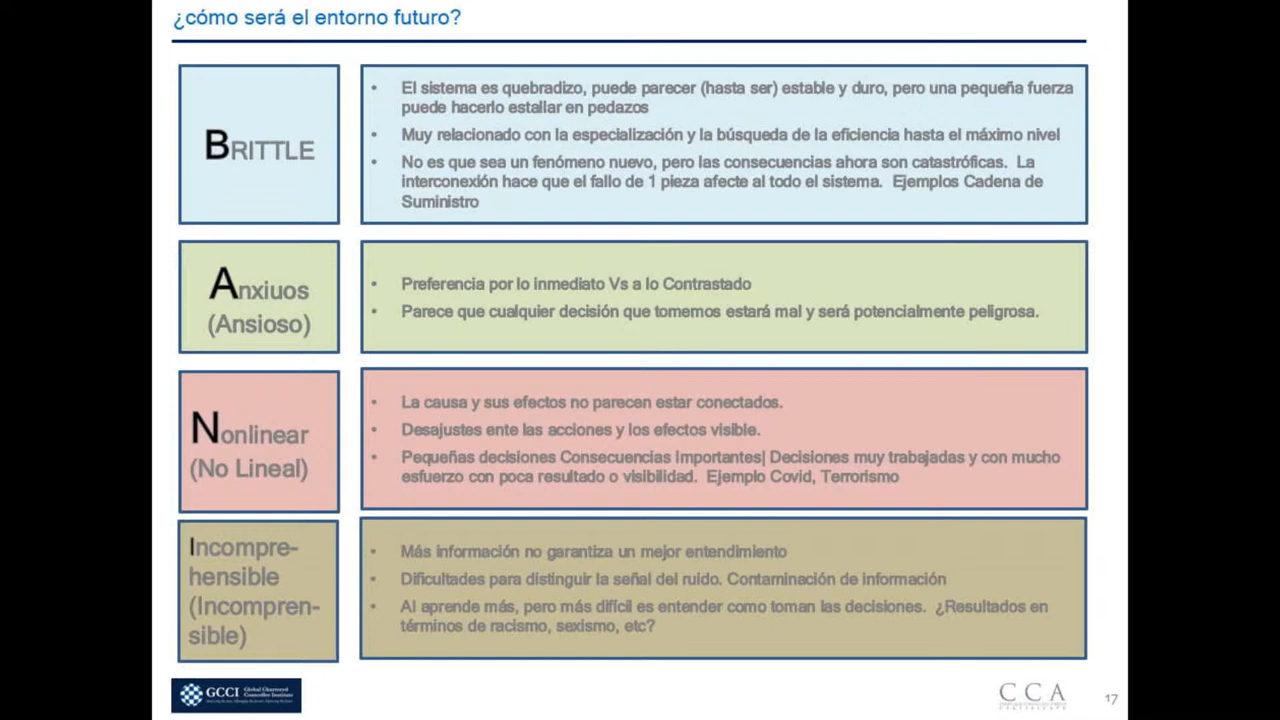 ¿cómo será el entorno futuro?
BRITTLE
• El sistema es quebradizo, puede parecer (hasta ser) estable y duro, pero una pequeña fuerza
puede hacerlo estallar en pedazos
• Muy relacionado con la especialización y la búsqueda de la eficiencia hasta el máximo nivel
• No es que sea un fenómeno nuevo, pero las consecuencias ahora son catastróficas. La
interconexión hace que el fallo de 1 pieza afecte al todo el sistema. Ejemplos Cadena de
Suministro
Anxiuos
(Ansioso)
• Preferencia por lo inmediato Vs a lo Contrastado
• Parece que cualquier decisión que tomemos estará mal y será potencialmente peligrosa.
Nonlinear
(No Lineal)
• La causa y sus efectos no parecen estar conectados.
• Desajustes ente las acciones y los efectos visible.
• Pequeñas decisiones Consecuencias Importantes| Decisiones muy trabajadas y con mucho
esfuerzo con poca resultado o visibilidad. Ejemplo Covid, Terrorismo
Incompre-
hensible
(Incompren-
sible)
• Más información no garantiza un mejor entendimiento
• Dificultades para distinguir la señal del ruido. Contaminación de información
• AI aprende más, pero más difícil es entender como toman las decisiones. ¿Resultados en
términos de racismo, sexismo, etc?
GCCI
Global Chartered
Controller Institute
CCA
17